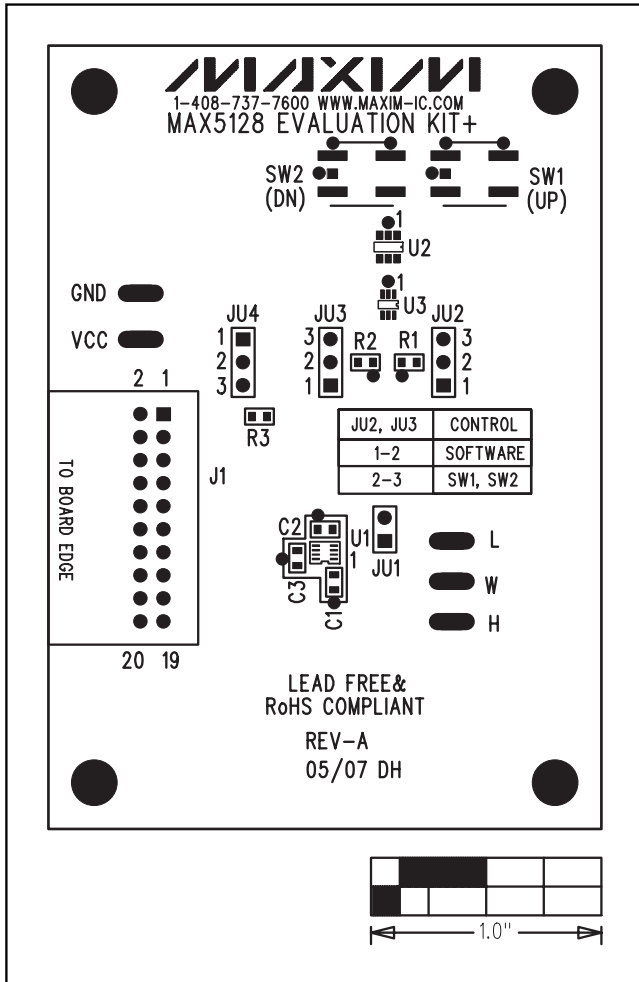 MAXIM
1-408-737-7600 WWW.MAXIM-IC.COM
MAX5128 EVALUATION KIT+
SW2
(DN)
SW1
(UP)
1
U2
1
U3
GND
VCC
JU4
1
2
3
JU3
3
2
1
R2
R1
JU2
3
2
1
R3
2 1
J1
TO BOARD EDGE
20 19
JU2, JU3 CONTROL
1-2 SOFTWARE
2-3 SW1, SW2
C2
U1
1
C3
C1
JU1
L
W
H
LEAD FREE&
RoHS COMPLIANT
REV-A
05/07 DH
1.0"